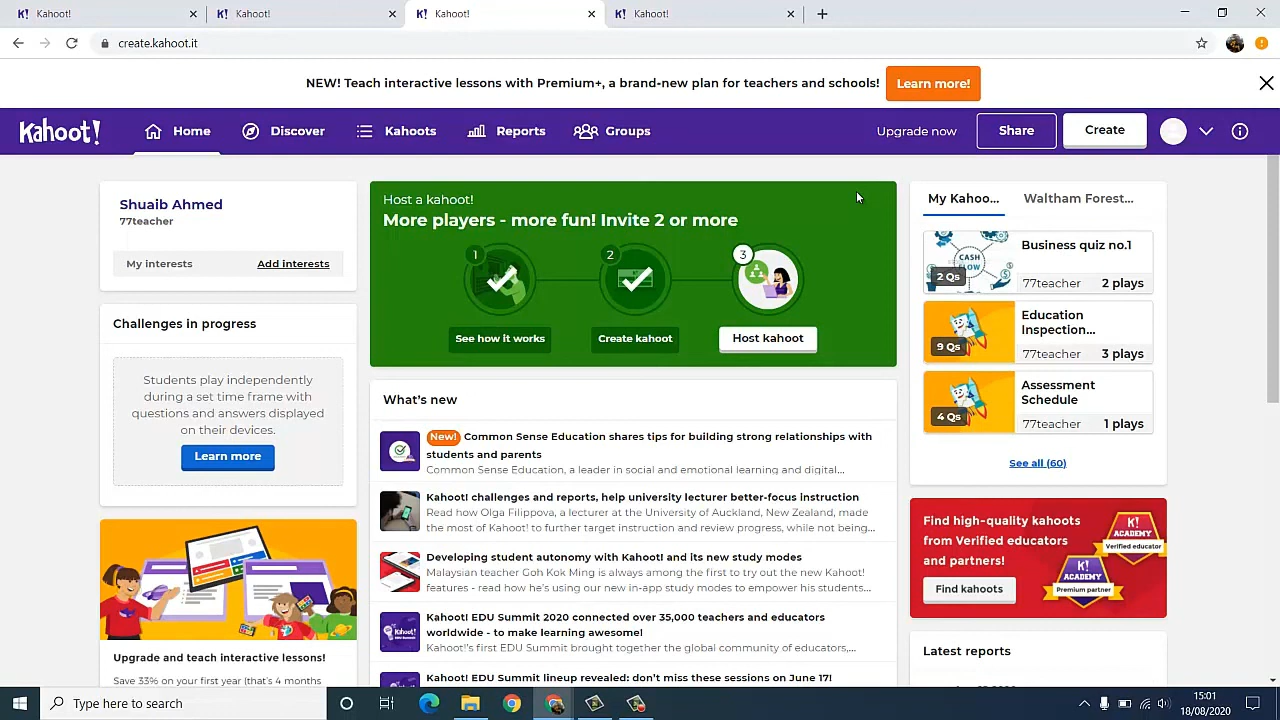 Kahoot!
Kahoot!
Kahoot!
Kahoot!
create.kahoot.it
NEW! Teach interactive lessons with Premium+, a brand-new plan for teachers and schools!
Learn more!
Kahoot!
Home
Discover
Kahoots
Reports
Groups
Upgrade now
Share
Create
Shuaib Ahmed
77teacher
My interests
Add interests
Challenges in progress
Students play independently
during a set time frame with
questions and answers displayed
on their devices.
Learn more
Upgrade and teach interactive lessons!
Save 33% on your first year (that's 4 months
Host a kahoot!
More players - more fun! Invite 2 or more
1
2
3
See how it works
Create kahoot
Host kahoot
What's new
New! Common Sense Education shares tips for building strong relationships with
students and parents
Common Sense Education, a leader in social and emotional learning and digital...
Kahoot! challenges and reports, help university lecturer better-focus instruction
Read how Olga Filippova, a lecturer at the University of Auckland, New Zealand, made
the most of Kahoot! to further target instruction and review progress, while not being...
Developing student autonomy with Kahoot! and its new study modes
Malaysian teacher Goh Kok Ming is always among the first to try out the new Kahoot!
features - read how he's using our new in-app study modes to empower his students...
Kahoot! EDU Summit 2020 connected over 35,000 teachers and educators
worldwide - to make learning awesome!
Kahoot!'s first EDU Summit brought together the global community of educators,...
Kahoot! EDU Summit lineup revealed: don't miss these sessions on June 17!
My Kahoo...
Waltham Forest...
CASH
FLOW
2 Qs
Business quiz no.1
77teacher
2 plays
9 Qs
Education
Inspection...
77teacher
3 plays
4 Qs
Assessment
Schedule
77teacher
1 plays
See all (60)
Find high-quality kahoots
from Verified educators
and partners!
Find kahoots
K!
ACADEMY
Verified educator
K!
ACADEMY
Premium partner
Latest reports
Type here to search
15:01
18/08/2020